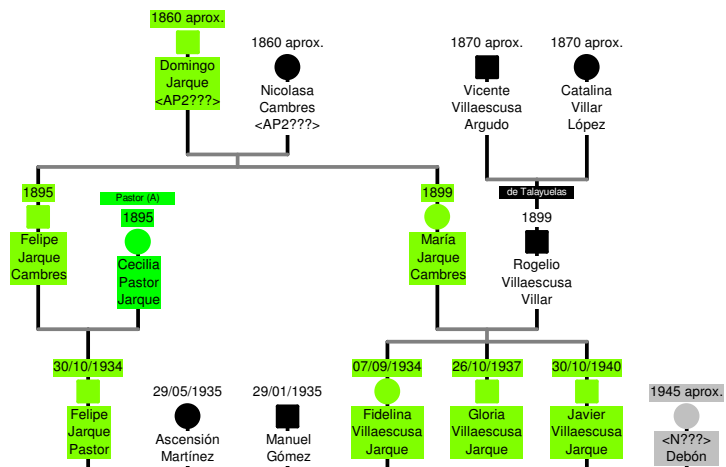 1860 aprox.
Domingo
Jarque
<AP2???>
1860 aprox.
Nicolasa
Cambres
<AP2???>
1870 aprox.
Vicente
Villaescusa
Argudo
1870 aprox.
Catalina
Villar
López
1895
Felipe
Jarque
Cambres
Pastor (A)
1895
Cecilia
Pastor
Jarque
1899
María
Jarque
Cambres
de Talayuelas
1899
Rogelio
Villaescusa
Villar
30/10/1934
Felipe
Jarque
Pastor
29/05/1935
Ascensión
Martínez
29/01/1935
Manuel
Gómez
07/09/1934
Fidelina
Villaescusa
Jarque
26/10/1937
Gloria
Villaescusa
Jarque
30/10/1940
Javier
Villaescusa
Jarque
1945 aprox.
<N???>
Debón